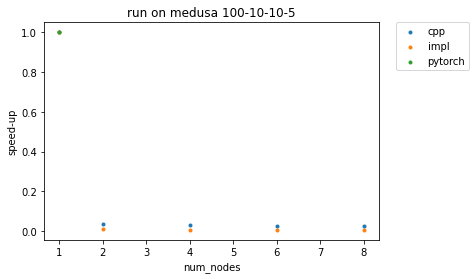 run on medusa 100-10-10-5
1.0
0.8
0.6
0.4
0.2
0.0
speed-up
1 2 3 4 5 6 7 8
num_nodes
cpp
impl
pytorch